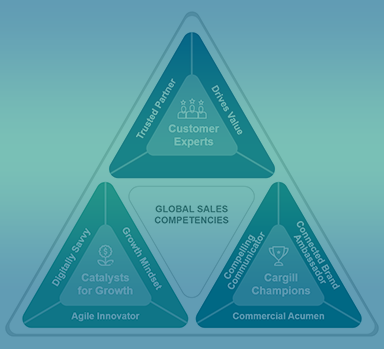 Trusted Partner
Drives Value
Customer
Experts
GLOBAL SALES
COMPETENCIES
Digitally Savvy
Growth Mindset
Catalysts
for Growth
Agile Innovator
Compelling
Communicator
Connected Brand
Ambassador
Cargill
Champions
Commercial Acumen